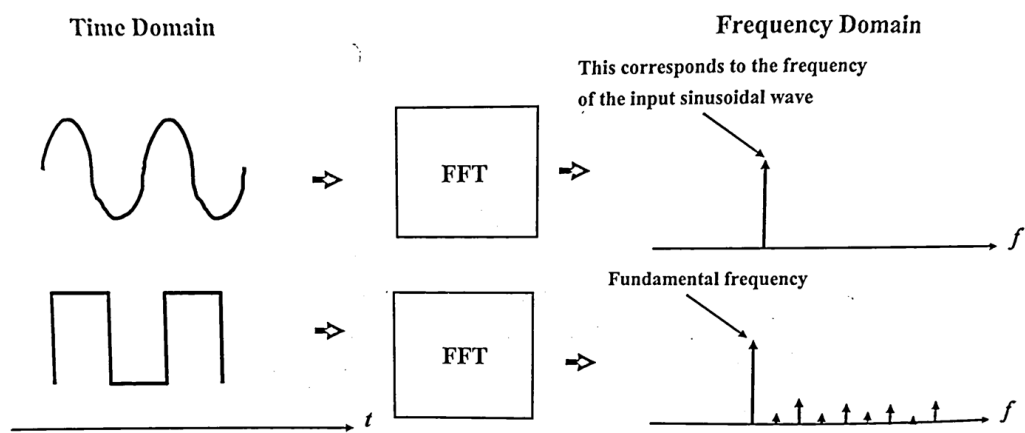 Time Domain
Frequency Domain
This corresponds to the frequency
of the input sinusoidal wave
FFT
f
Fundamental frequency
FFT
f
t